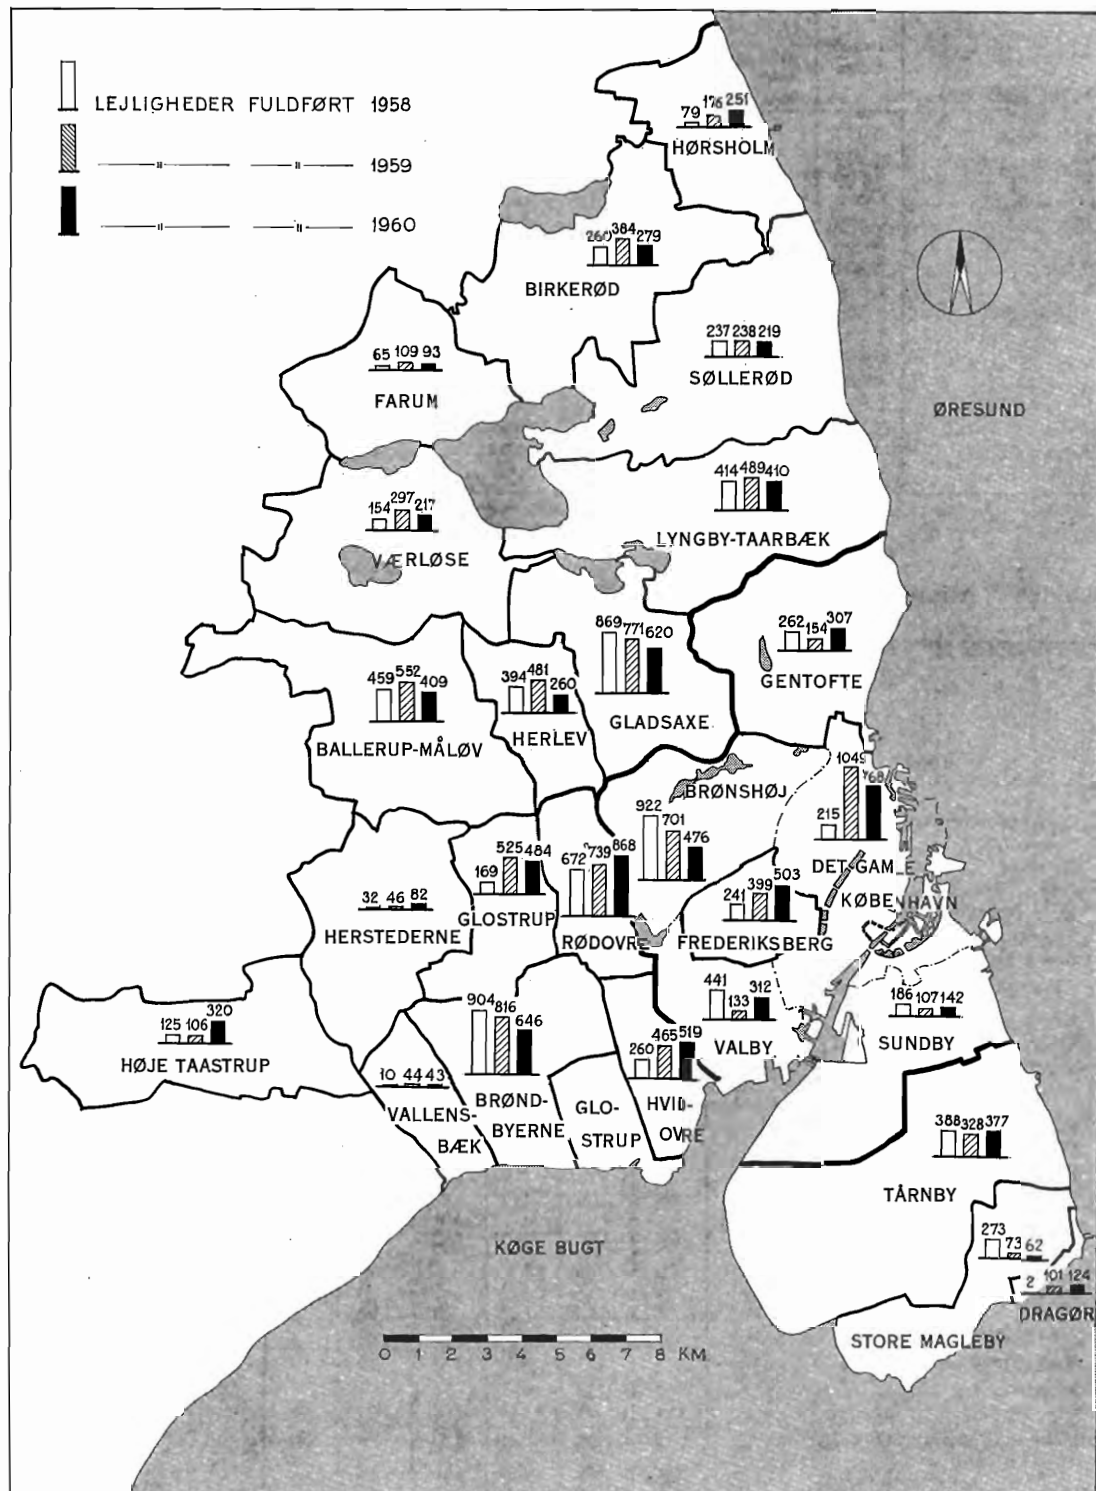 LEJLIGHEDER FULDFØRT 1958
—"— —"— 1959
—"— —"— 1960
79 176 251
HØRSHOLM
260 384 279
BIRKERØD
237 238 219
SØLLERØD
65 109 93
FARUM
ØRESUND
414 489 410
LYNGBY-TAARBÆK
154 297 217
VÆRLØSE
262 154 307
GENTOFTE
869 771 620
GLADSAXE
394 481 260
HERLEV
459 552 409
BALLERUP-MÅLØV
BRØNSHØJ
922 701 476
215 1049
DET GAMLE
KØBENHAVN
672 739 868
RØDOVRE
241 399 503
FREDERIKSBERG
169 525 484
GLOSTRUP
32 46 82
HERSTEDERNE
441 133 312
VALBY
186 107 142
SUNDBY
125 106 320
HØJE TAASTRUP
904 816 646
BRØND-
BYERNE
260 465 519
HVID-
OVRE
10 44 43
VALLENS-
BÆK
GLO-
STRUP
388 328 377
TÅRNBY
273 73 62
2 101 124
DRAGØR
STORE MAGLEBY
KØGE BUGT
0 1 2 3 4 5 6 7 8 KM